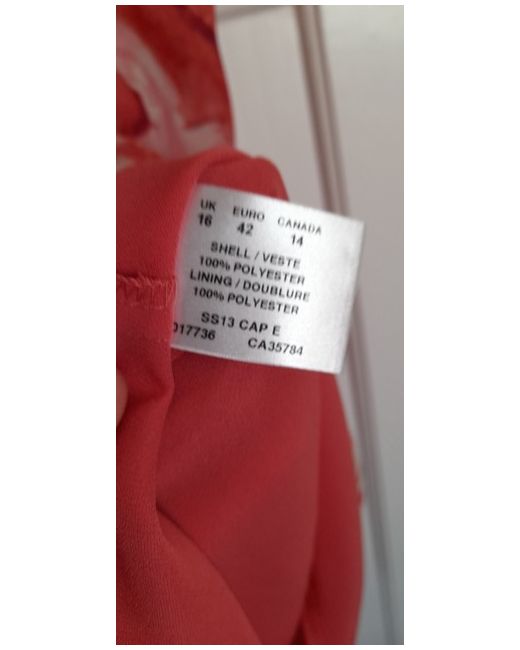 UK EURO CANADA
16 42 14
SHELL / VESTE
100% POLYESTER
LINING / DOUBLURE
100% POLYESTER
SS13 CAP E
017736 CA35784